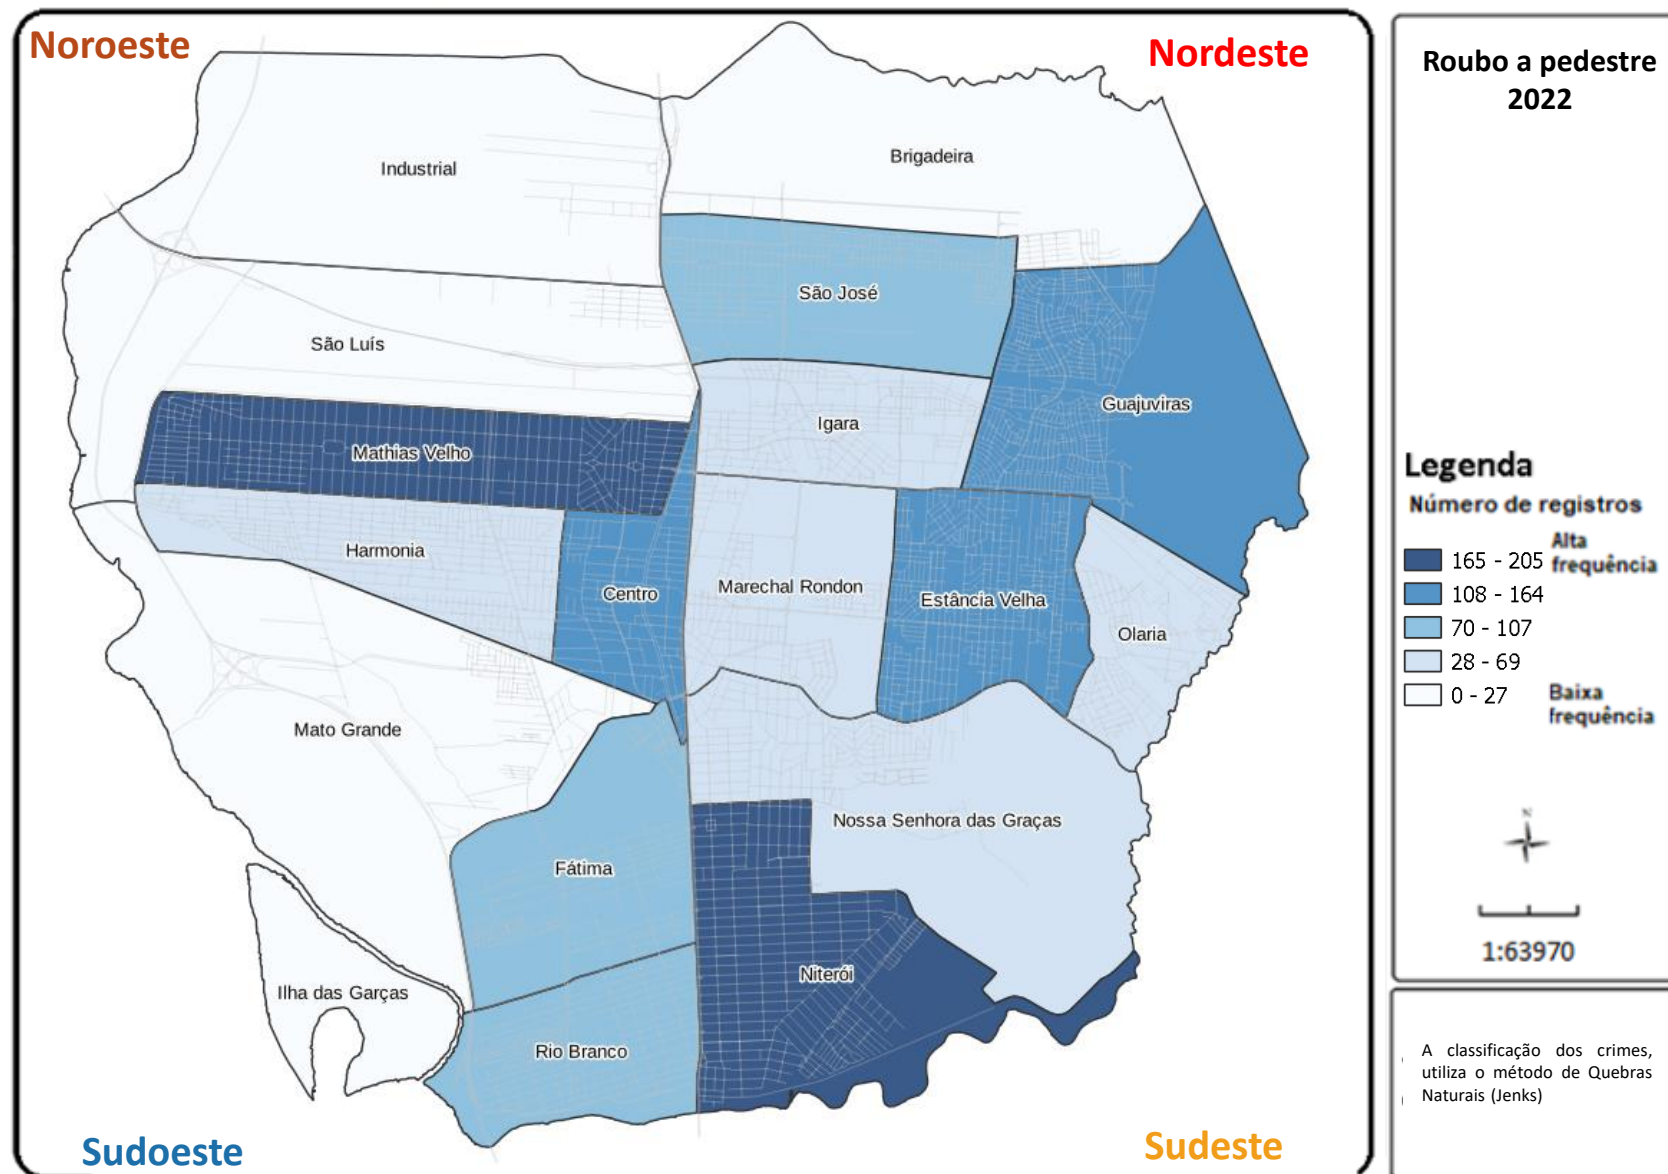 Noroeste
Nordeste
Industrial
Brigadeira
São José
São Luís
Guajuviras
Igara
Mathias Velho
Harmonia
Marechal Rondon
Centro
Estância Velha
Olaria
Mato Grande
Nossa Senhora das Graças
Fátima
Niterói
Ilha das Garças
Rio Branco
Sudoeste
Sudeste
Roubo a pedestre
2022
Legenda
Número de registros
165 - 205
Alta
frequência
108 - 164
70 - 107
28 - 69
0 - 27
Baixa
frequência
N
1:63970
A classificação dos crimes,
utiliza o método de Quebras
Naturais (Jenks)